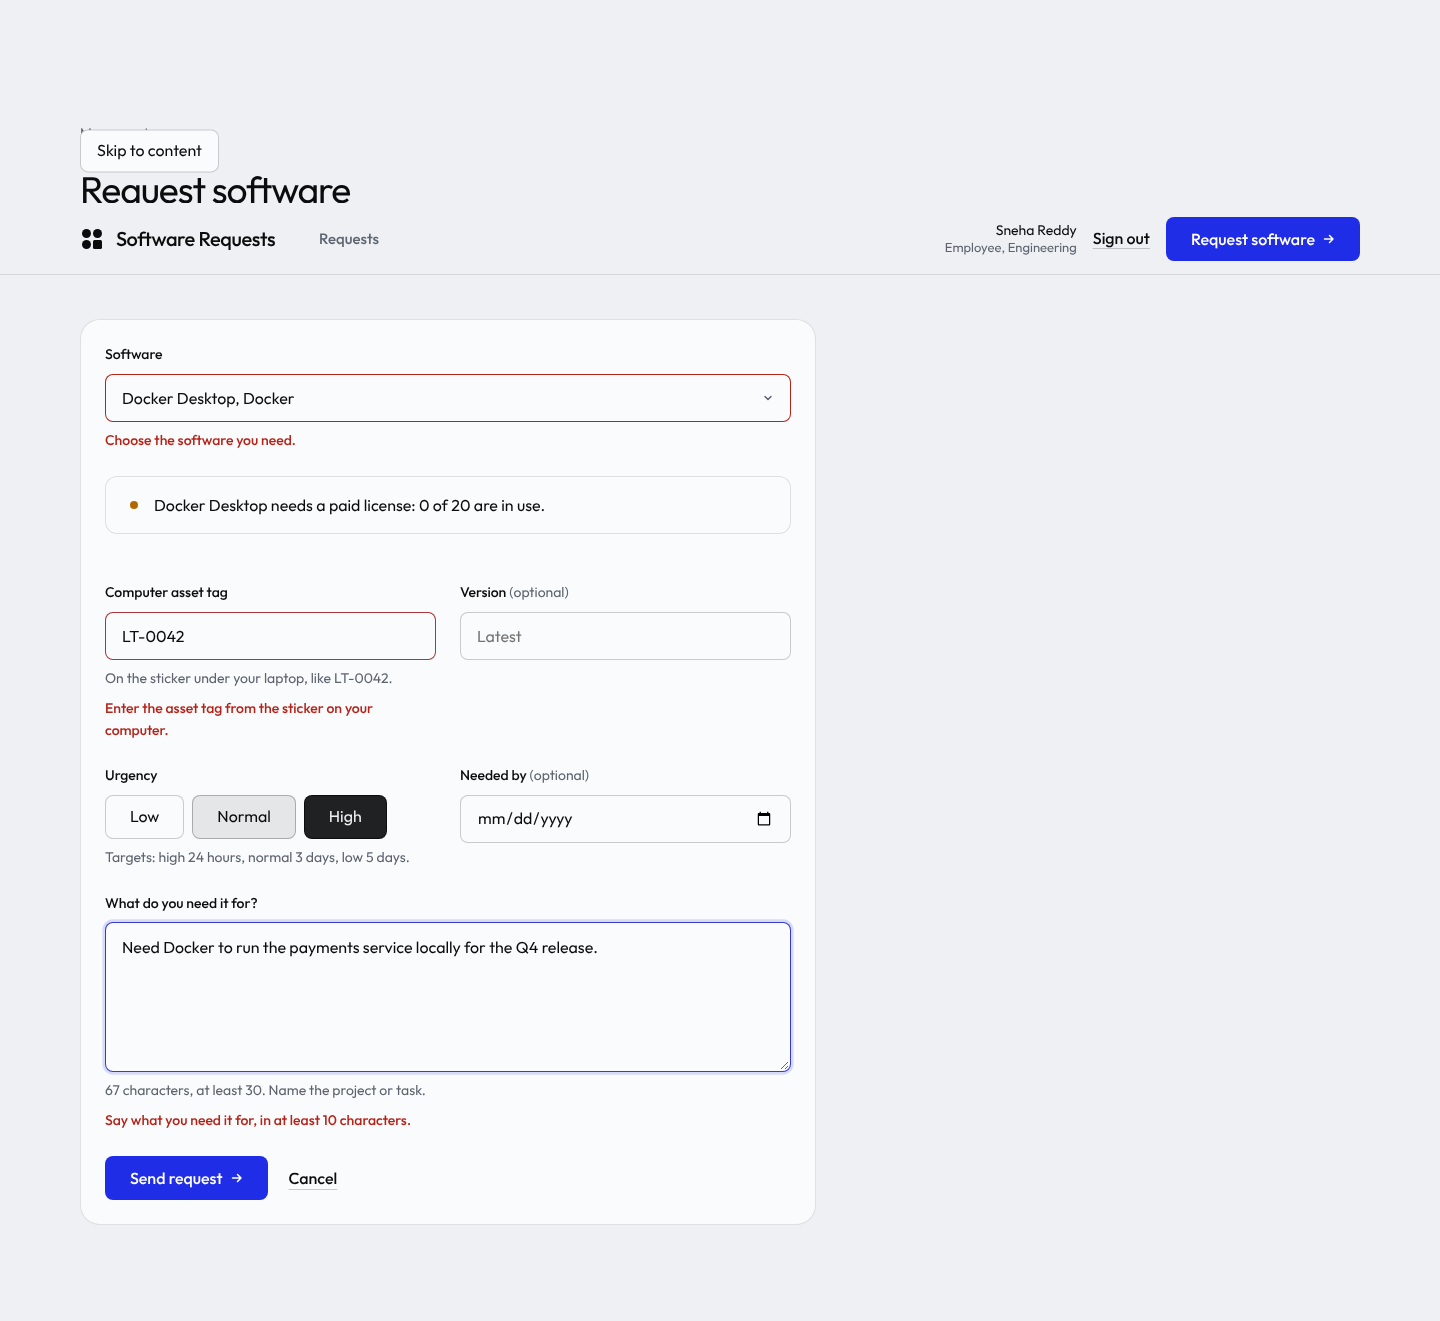 Skip to content
Request software
Software Requests
Requests
Sneha Reddy
Employee, Engineering
Sign out
Request software →
Software
Docker Desktop, Docker
Choose the software you need.
Docker Desktop needs a paid license: 0 of 20 are in use.
Computer asset tag
Version (optional)
LT-0042
Latest
On the sticker under your laptop, like LT-0042.
Enter the asset tag from the sticker on your
computer.
Urgency
Needed by (optional)
Low
Normal
High
mm/dd/yyyy
Targets: high 24 hours, normal 3 days, low 5 days.
What do you need it for?
Need Docker to run the payments service locally for the Q4 release.
67 characters, at least 30. Name the project or task.
Say what you need it for, in at least 10 characters.
Send request →
Cancel